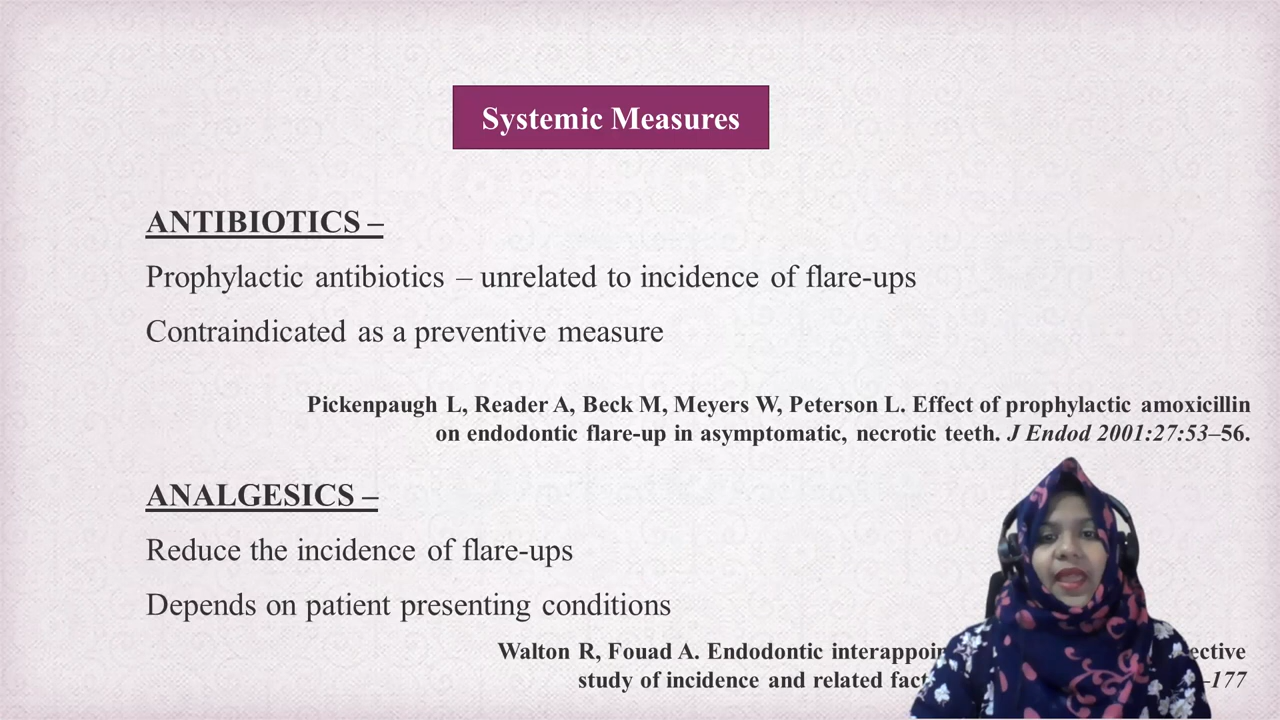 Systemic Measures
ANTIBIOTICS –
Prophylactic antibiotics – unrelated to incidence of flare-ups
Contraindicated as a preventive measure
Pickenpaugh L, Reader A, Beck M, Meyers W, Peterson L. Effect of prophylactic amoxicillin
on endodontic flare-up in asymptomatic, necrotic teeth. J Endod 2001:27:53–56.
ANALGESICS –
Reduce the incidence of flare-ups
Depends on patient presenting conditions
Walton R, Fouad A. Endodontic
study of incidence and related –177